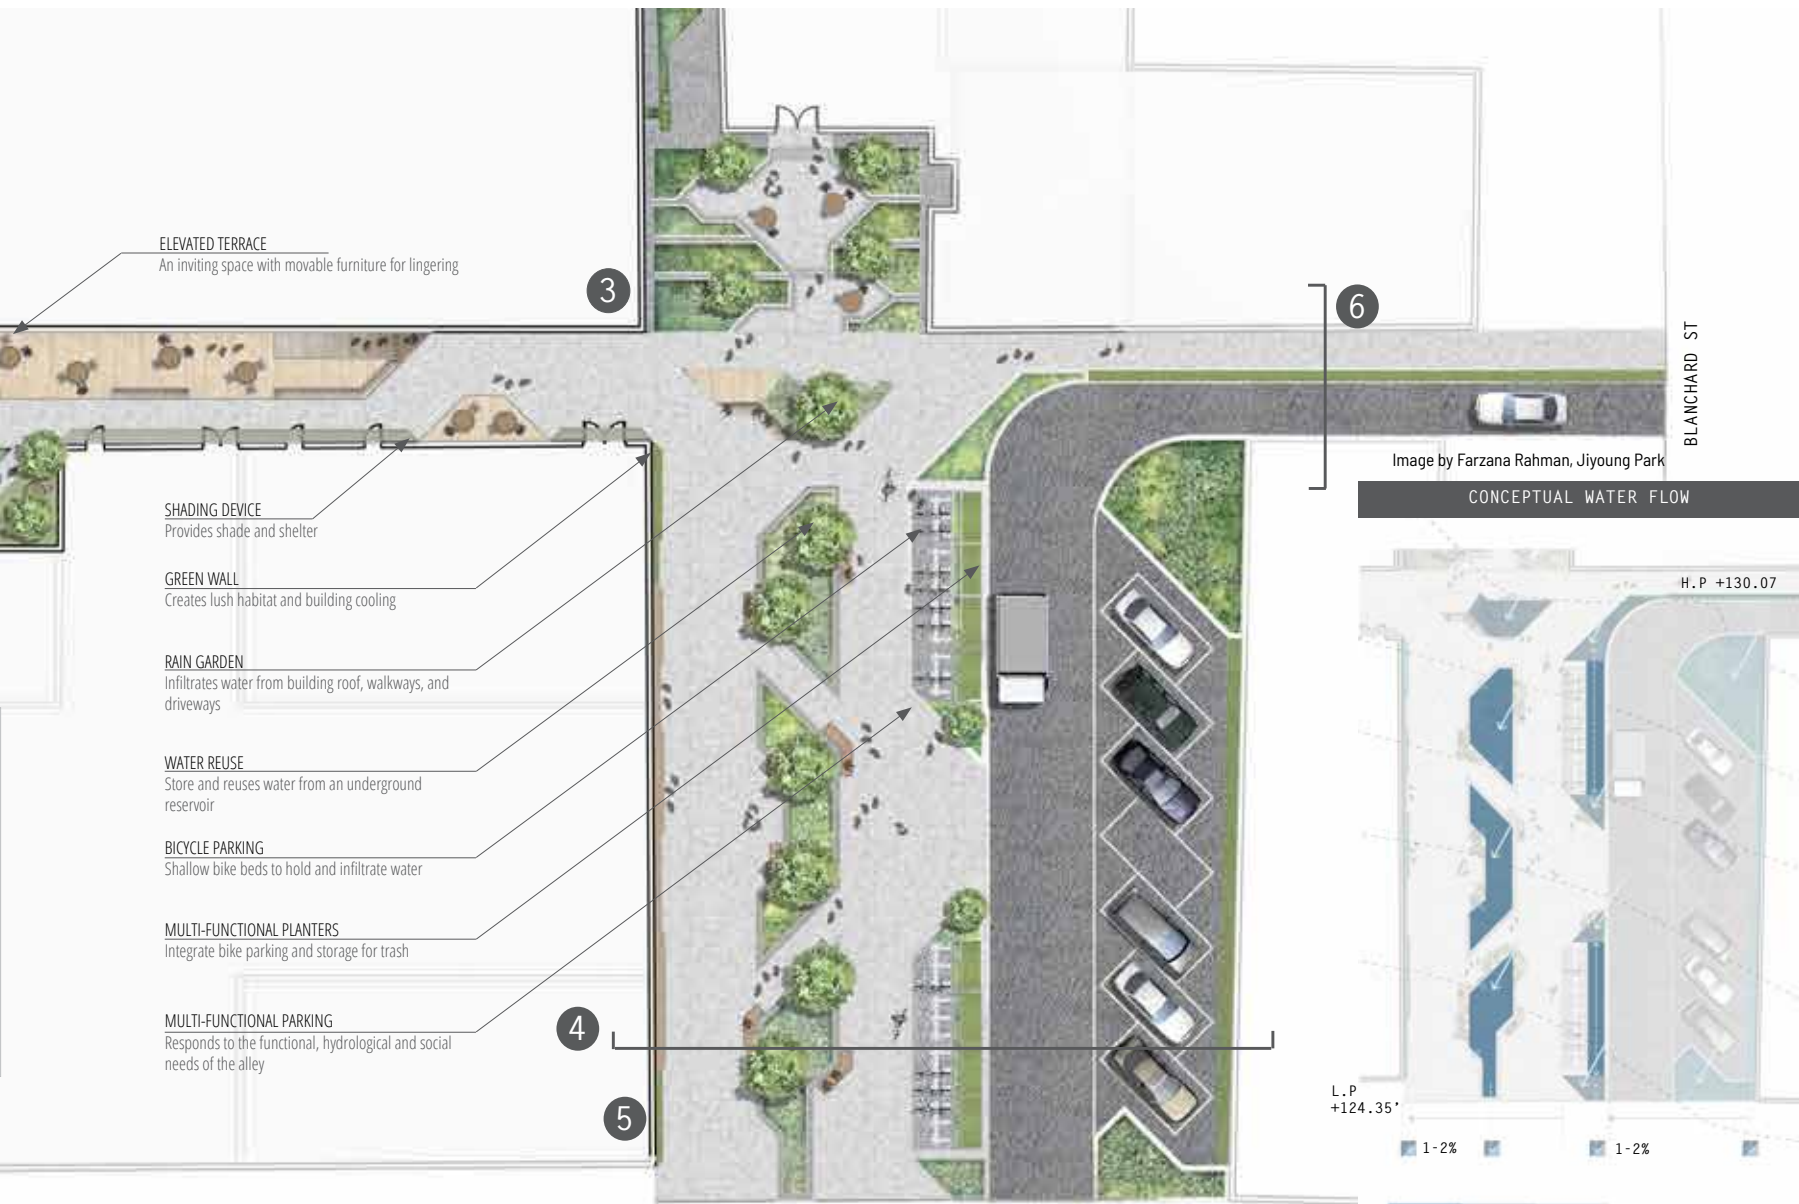 ELEVATED TERRACE
An inviting space with movable furniture for lingering
3
6
BLANCHARD ST
Image by Farzana Rahman, Jiyoung Park
CONCEPTUAL WATER FLOW
H.P +130.07
SHADING DEVICE
Provides shade and shelter
GREEN WALL
Creates lush habitat and building cooling
RAIN GARDEN
Infiltrates water from building roof, walkways, and
driveways
WATER REUSE
Store and reuses water from an underground
reservoir
BICYCLE PARKING
Shallow bike beds to hold and infiltrate water
MULTI-FUNCTIONAL PLANTERS
Integrate bike parking and storage for trash
MULTI-FUNCTIONAL PARKING
Responds to the functional, hydrological and social
needs of the alley
4
5
L.P
+124.35'
1-2%
1-2%